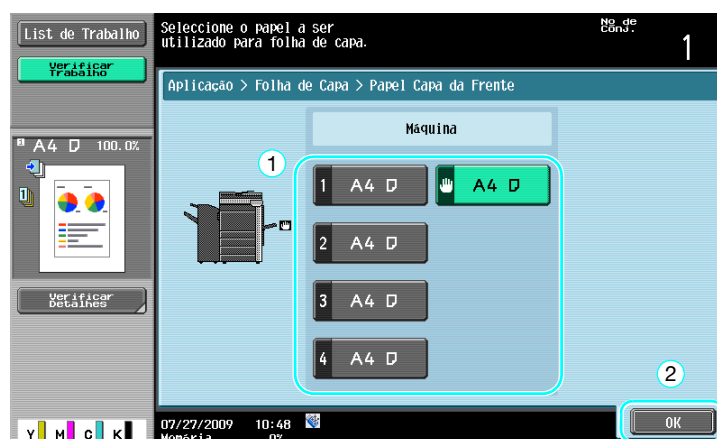 List de Trabalho
Verificar
Trabalho
A4 100.0%
Verificar
Detalhes
Y M C K
Seleccione o papel a ser
utilizado para folha de capa.
No de
Conj.
1
Aplicação > Folha de Capa > Papel Capa da Frente
Máquina
1
1 A4
A4
2 A4
3 A4
4 A4
2
OK
07/27/2009 10:48
Memória 0%